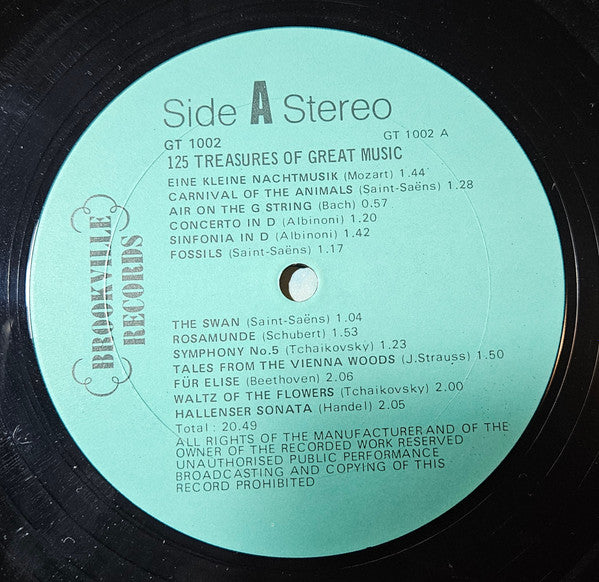 Side A Stereo
GT 1002
GT 1002 A
125 TREASURES OF GREAT MUSIC
EINE KLEINE NACHTMUSIK (Mozart) 1.44
CARNIVAL OF THE ANIMALS (Saint-Saëns) 1.28
AIR ON THE G STRING (Bach) 0.57
CONCERTO IN D (Albinoni) 1.20
SINFONIA IN D (Albinoni) 1.42
FOSSILS (Saint-Saëns) 1.17
BROOKVILLE
RECORDS
THE SWAN (Saint-Saëns) 1.04
ROSAMUNDE (Schubert) 1.53
SYMPHONY No.5 (Tchaikovsky) 1.23
TALES FROM THE VIENNA WOODS (J.Strauss) 1.50
FÜR ELISE (Beethoven) 2.06
WALTZ OF THE FLOWERS (Tchaikovsky) 2.00
HALLENSER SONATA (Handel) 2.05
Total : 20.49
ALL RIGHTS OF THE MANUFACTURER AND OF THE
OWNER OF THE RECORDED WORK RESERVED
UNAUTHORISED PUBLIC PERFORMANCE
BROADCASTING AND COPYING OF THIS
RECORD PROHIBITED